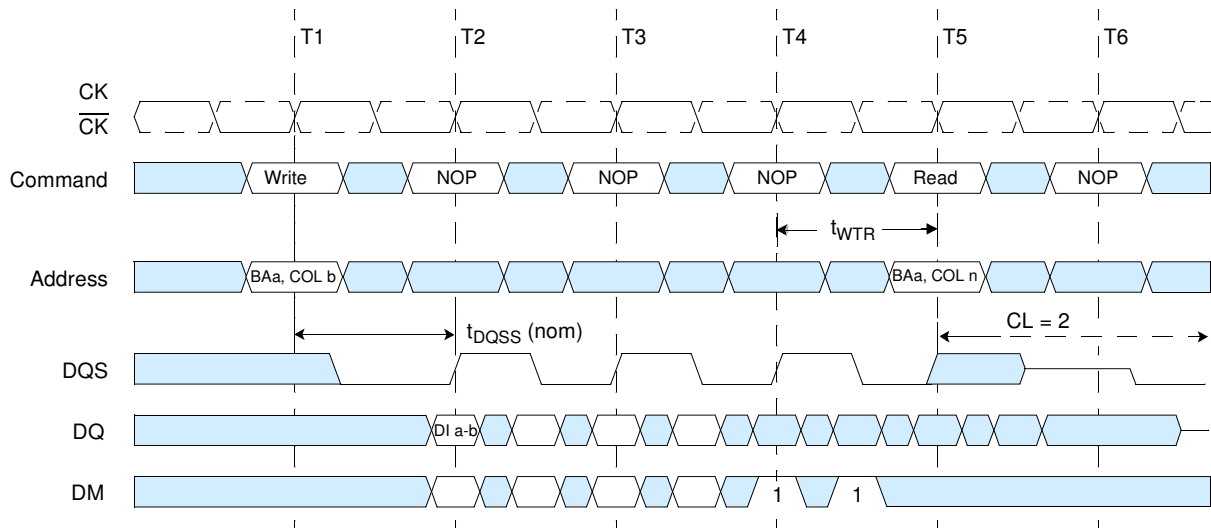 T1 T2 T3 T4 T5 T6
CK
CK
Command Write NOP NOP NOP Read NOP
tWTR
Address BAa, COL b BAa, COL n
tDQSS (nom) CL = 2
DQS
DQ DI a-b
DM 1 1